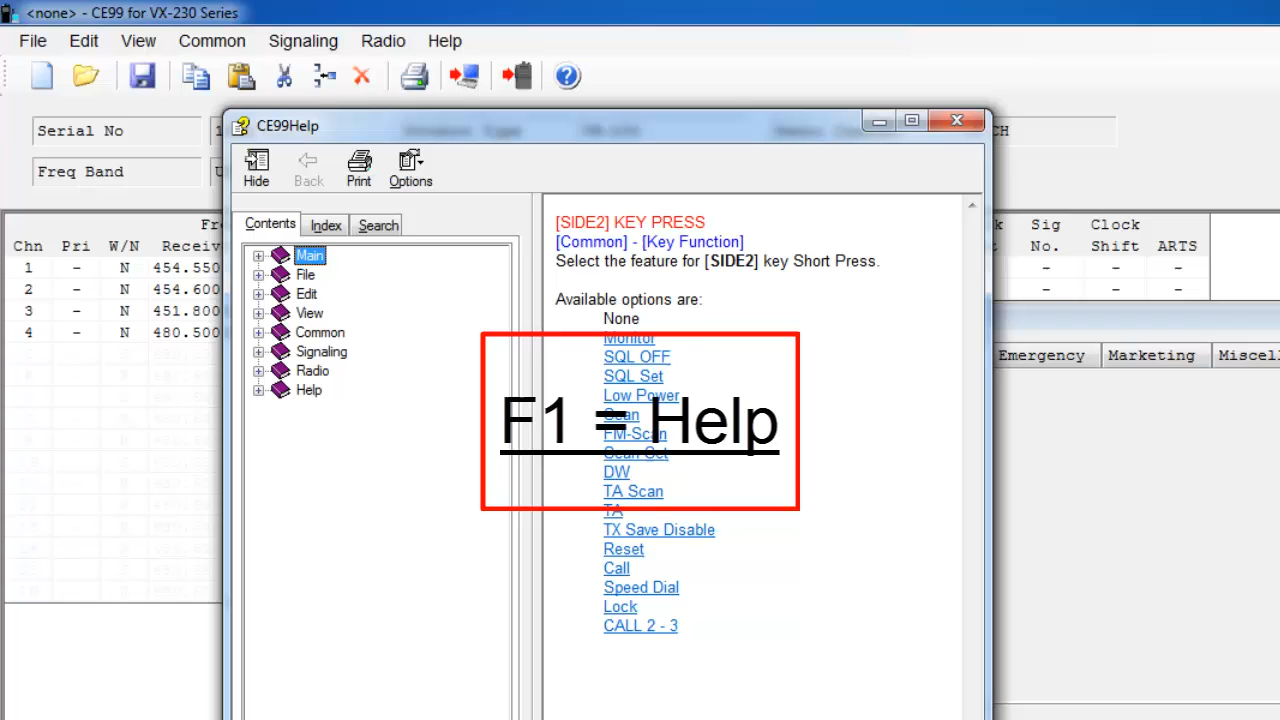 <none> - CE99 for VX-230 Series
File Edit View Common Signaling Radio Help
Serial No
Freq Band
CE99Help
Hide Back Print Options
Contents Index Search
Main
File
Edit
View
Common
Signaling
Radio
Help
[SIDE2] KEY PRESS
[Common] - [Key Function]
Select the feature for [SIDE2] key Short Press.
Available options are:
None
Monitor
SQL OFF
SQL Set
Low Power
Scan
FM-Scan
Scan Set
DW
TA Scan
TA
TX Save Disable
Reset
Call
Speed Dial
Lock
CALL 2 - 3
F1 = Help
Chn Pri W/N
1 - N 454.550
2 - N 454.600
3 - N 451.800
4 - N 480.500
Sig Clock
No. Shift ARTS
- - -
- - -
Emergency Marketing